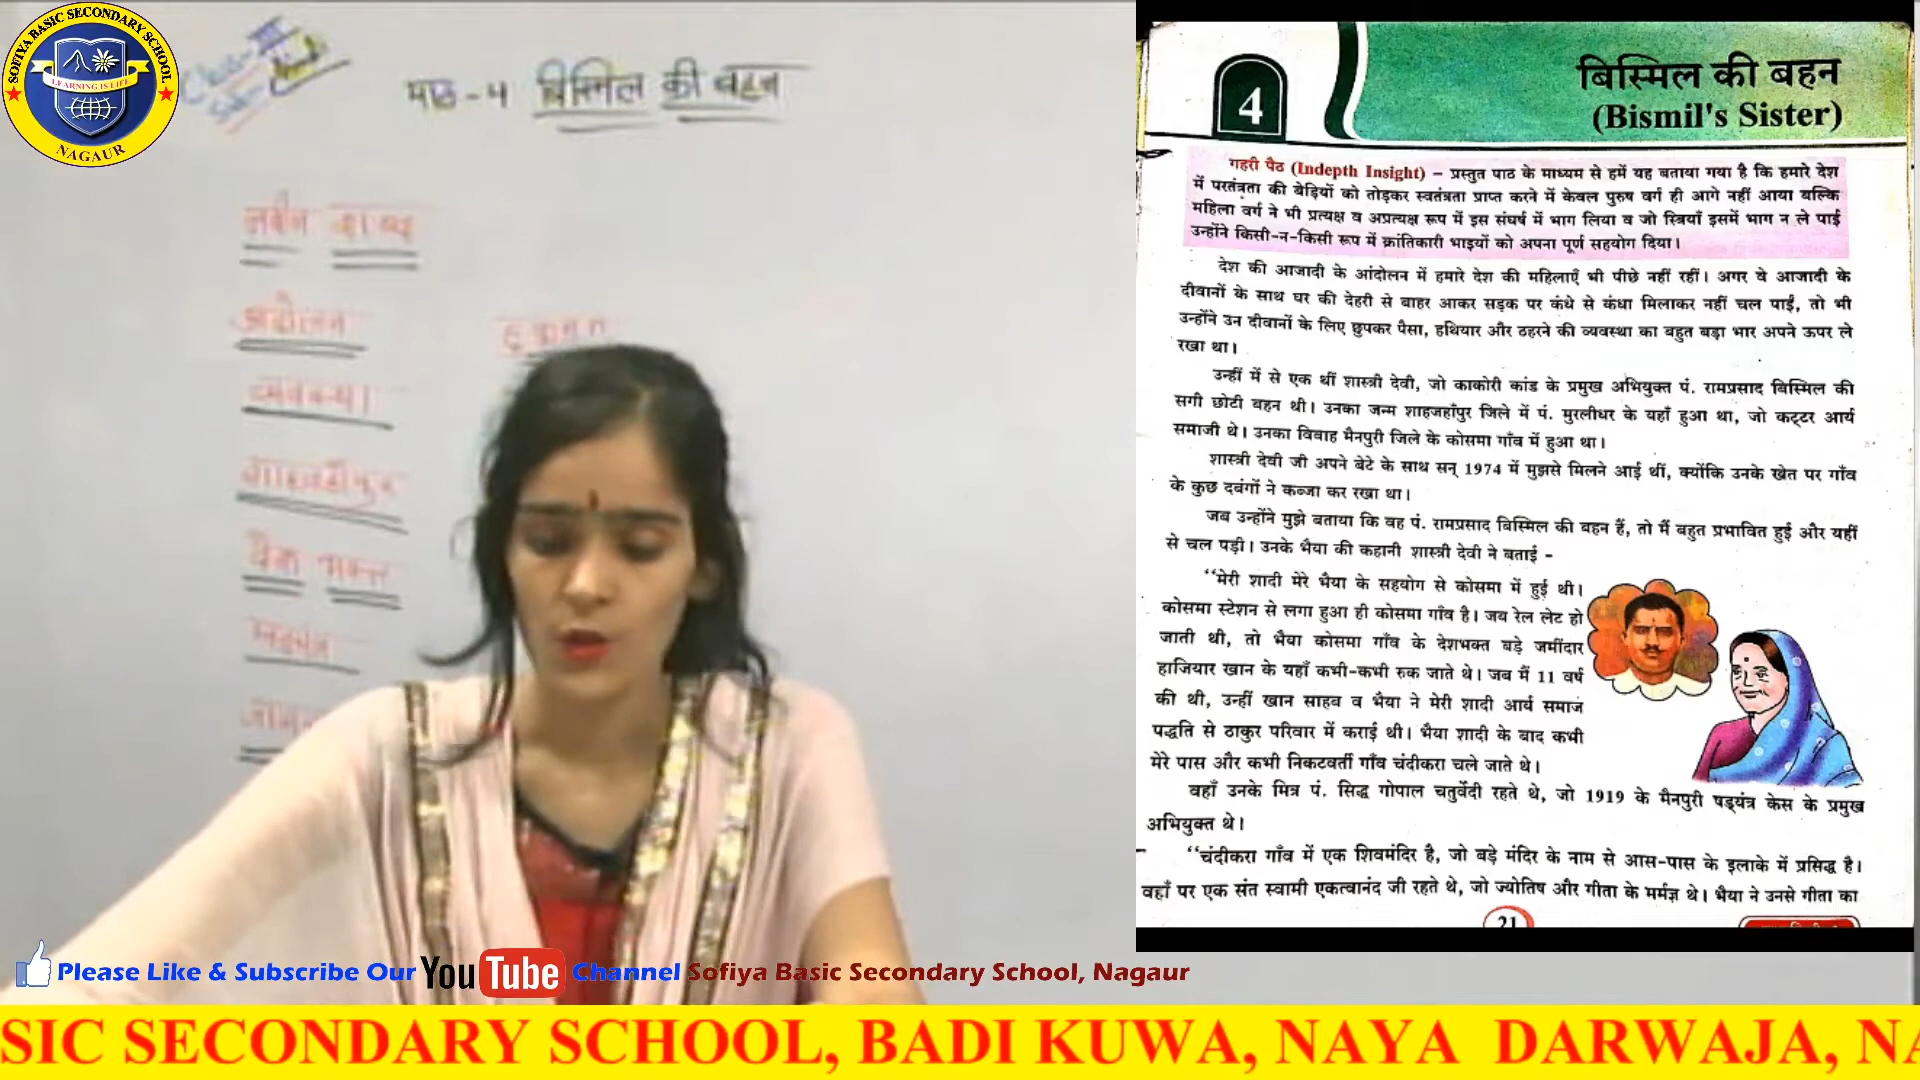 SOFIYA BASIC SECONDARY SCHOOL
LEARNING IS LIFE
NAGAUR
Class-
Sub-
पाठ - 4 बिस्मिल की बहन
नवीन शब्द
आंदोलन
व्यवस्था
शाहजहाँपुर
4
बिस्मिल की बहन
(Bismil's Sister)
गहरी पैठ (Indepth Insight) – प्रस्तुत पाठ के माध्यम से हमें यह बताया गया है कि हमारे देश
में परतंत्रता की बेड़ियों को तोड़कर स्वतंत्रता प्राप्त करने में केवल पुरुष वर्ग ही आगे नहीं आया बल्कि
महिला वर्ग ने भी प्रत्यक्ष व अप्रत्यक्ष रूप में इस संघर्ष में भाग लिया व जो स्त्रियाँ इसमें भाग न ले पाई
उन्होंने किसी-न-किसी रूप में क्रांतिकारी भाइयों को अपना पूर्ण सहयोग दिया।
देश की आजादी के आंदोलन में हमारे देश की महिलाएँ भी पीछे नहीं रहीं। अगर वे आजादी के
दीवानों के साथ घर की देहरी से बाहर आकर सड़क पर कंधे से कंधा मिलाकर नहीं चल पाईं, तो भी
उन्होंने उन दीवानों के लिए छुपकर पैसा, हथियार और ठहरने की व्यवस्था का बहुत बड़ा भार अपने ऊपर ले
रखा था।
उन्हीं में से एक थीं शास्त्री देवी, जो काकोरी कांड के प्रमुख अभियुक्त पं. रामप्रसाद बिस्मिल की
सगी छोटी बहन थी। उनका जन्म शाहजहाँपुर जिले में पं. मुरलीधर के यहाँ हुआ था, जो कट्टर आर्य
समाजी थे। उनका विवाह मैनपुरी जिले के कोसमा गाँव में हुआ था।
शास्त्री देवी जी अपने बेटे के साथ सन् 1974 में मुझसे मिलने आई थीं, क्योंकि उनके खेत पर गाँव
के कुछ दबंगों ने कब्जा कर रखा था।
जब उन्होंने मुझे बताया कि वह पं. रामप्रसाद बिस्मिल की बहन हैं, तो मैं बहुत प्रभावित हुई और यहीं
से चल पड़ी। उनके भैया की कहानी शास्त्री देवी ने बताई -
‘‘मेरी शादी मेरे भैया के सहयोग से कोसमा में हुई थी।
कोसमा स्टेशन से लगा हुआ ही कोसमा गाँव है। जब रेल लेट हो
जाती थी, तो भैया कोसमा गाँव के देशभक्त बड़े जमींदार
हाजियार खान के यहाँ कभी-कभी रुक जाते थे। जब मैं 11 वर्ष
की थी, उन्हीं खान साहब व भैया ने मेरी शादी आर्य समाज
पद्धति से ठाकुर परिवार में कराई थी। भैया शादी के बाद कभी
मेरे पास और कभी निकटवर्ती गाँव चंदीकरा चले जाते थे।
वहाँ उनके मित्र पं. सिद्ध गोपाल चतुर्वेदी रहते थे, जो 1919 के मैनपुरी षड्यंत्र केस के प्रमुख
अभियुक्त थे।
‘‘चंदीकरा गाँव में एक शिवमंदिर है, जो बड़े मंदिर के नाम से आस-पास के इलाके में प्रसिद्ध है।
वहाँ पर एक संत स्वामी एकत्वानंद जी रहते थे, जो ज्योतिष और गीता के मर्मज्ञ थे। भैया ने उनसे गीता का
21
Please Like & Subscribe Our YouTube Channel Sofiya Basic Secondary School, Nagaur
SIC SECONDARY SCHOOL, BADI KUWA, NAYA DARWAJA, NA